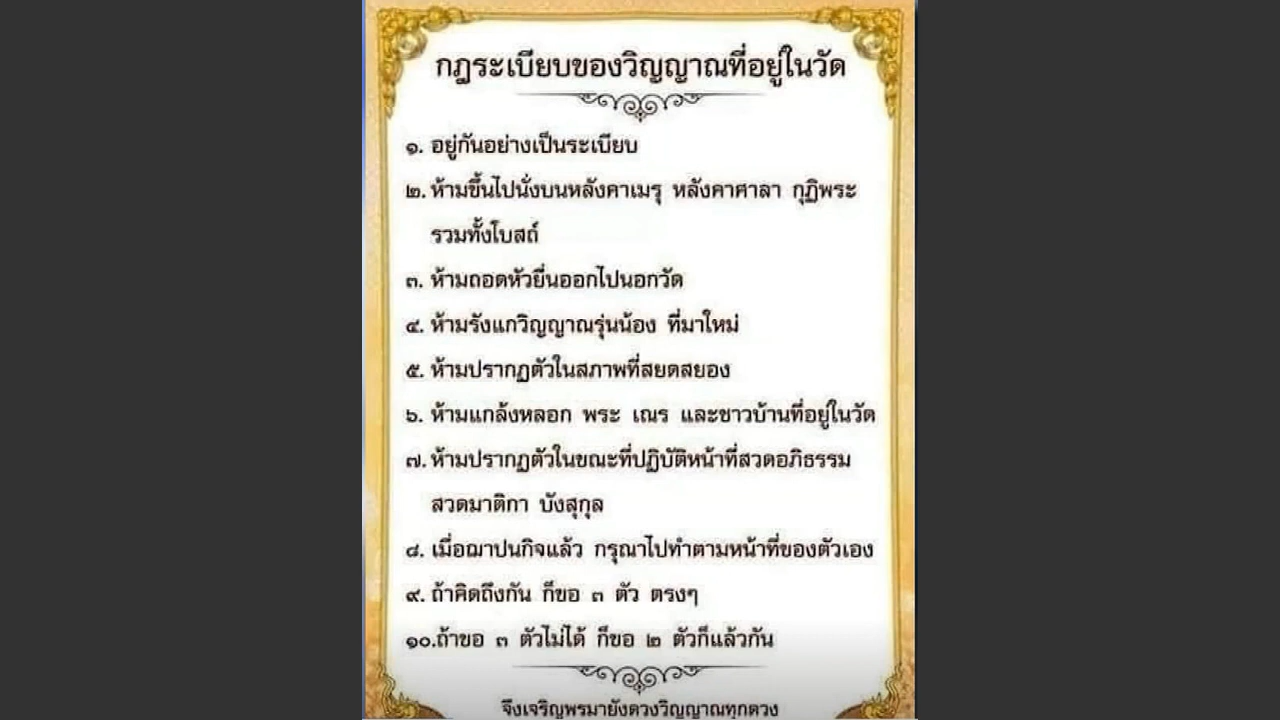 กฎระเบียบของวิญญาณที่อยู่ในวัด
๑. อยู่กันอย่างเป็นระเบียบ
๒. ห้ามขึ้นไปนั่งบนหลังคาเมรุ หลังคาศาลา กุฏิพระ
รวมทั้งโบสถ์
๓. ห้ามถอดหัวยื่นออกไปนอกวัด
๔. ห้ามรังแกวิญญาณรุ่นน้อง ที่มาใหม่
๕. ห้ามปรากฏตัวในสภาพที่สยดสยอง
๖. ห้ามแกล้งหลอก พระ เณร และชาวบ้านที่อยู่ในวัด
๗. ห้ามปรากฏตัวในขณะที่ปฏิบัติหน้าที่สวดอภิธรรม
สวดมาติกา บังสุกุล
๘. เมื่อฌาปนกิจแล้ว กรุณาไปทำตามหน้าที่ของตัวเอง
๙. ถ้าคิดถึงกัน ก็ขอ ๓ ตัว ตรงๆ
๑๐.ถ้าขอ ๓ ตัวไม่ได้ ก็ขอ ๒ ตัวก็แล้วกัน
จึงเจริญพรมายังดวงวิญญาณทุกดวง